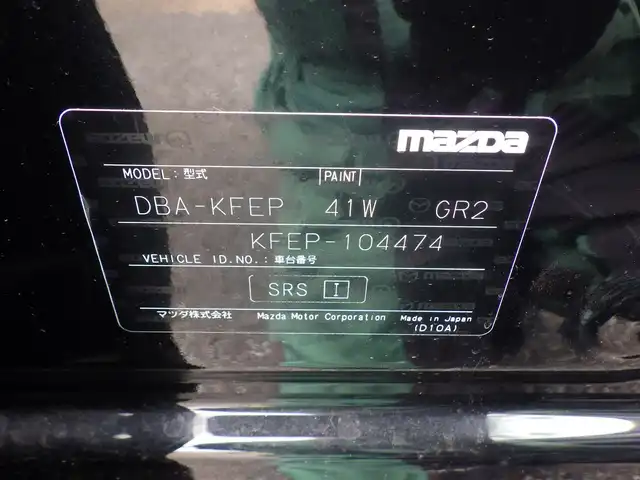 mazda
MODEL: 型式 PAINT
DBA-KFEP 41W GR2
KFEP-104474
VEHICLE ID.NO.: 車台番号
SRS I
マツダ株式会社 Mazda Motor Corporation Made in Japan
(D10A)